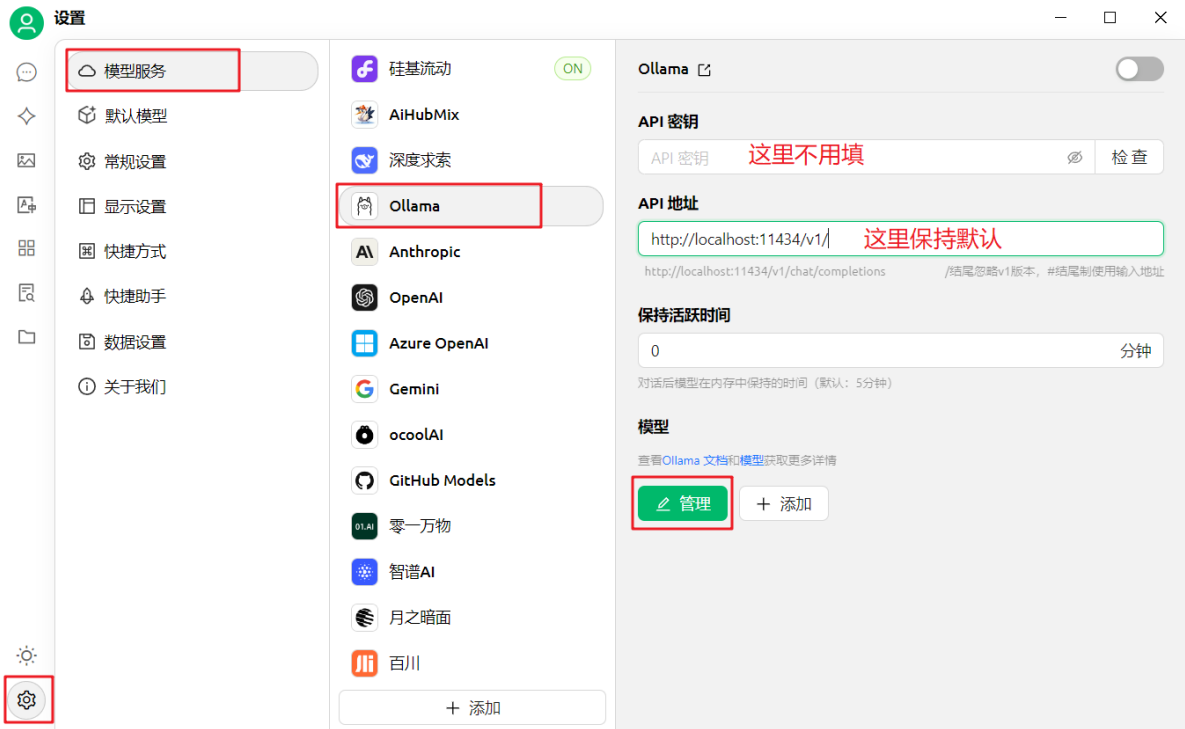 设置
模型服务
默认模型
常规设置
显示设置
快捷方式
快捷助手
数据设置
关于我们
硅基流动 ON
AiHubMix
深度求索
Ollama
Anthropic
OpenAI
Azure OpenAI
Gemini
ocoolAI
GitHub Models
01.AI 零一万物
智谱AI
月之暗面
百川
+ 添加
Ollama
API 密钥
API 密钥 这里不用填 检查
API 地址
http://localhost:11434/v1/ 这里保持默认
http://localhost:11434/v1/chat/completions /结尾忽略v1版本，#结尾制使用输入地址
保持活跃时间
0 分钟
对话后模型在内存中保持的时间（默认：5分钟）
模型
查看Ollama 文档和模型获取更多详情
管理 + 添加